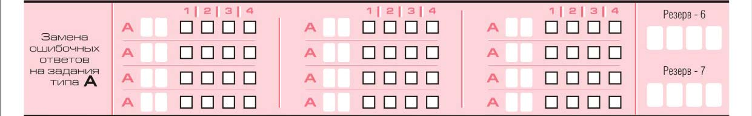 Замена
ошибочных
ответов
на задания
типа А
1 | 2 | 3 | 4
А
А
А
А
1 | 2 | 3 | 4
А
А
А
А
1 | 2 | 3 | 4
А
А
А
А
Резерв - 6
Резерв - 7